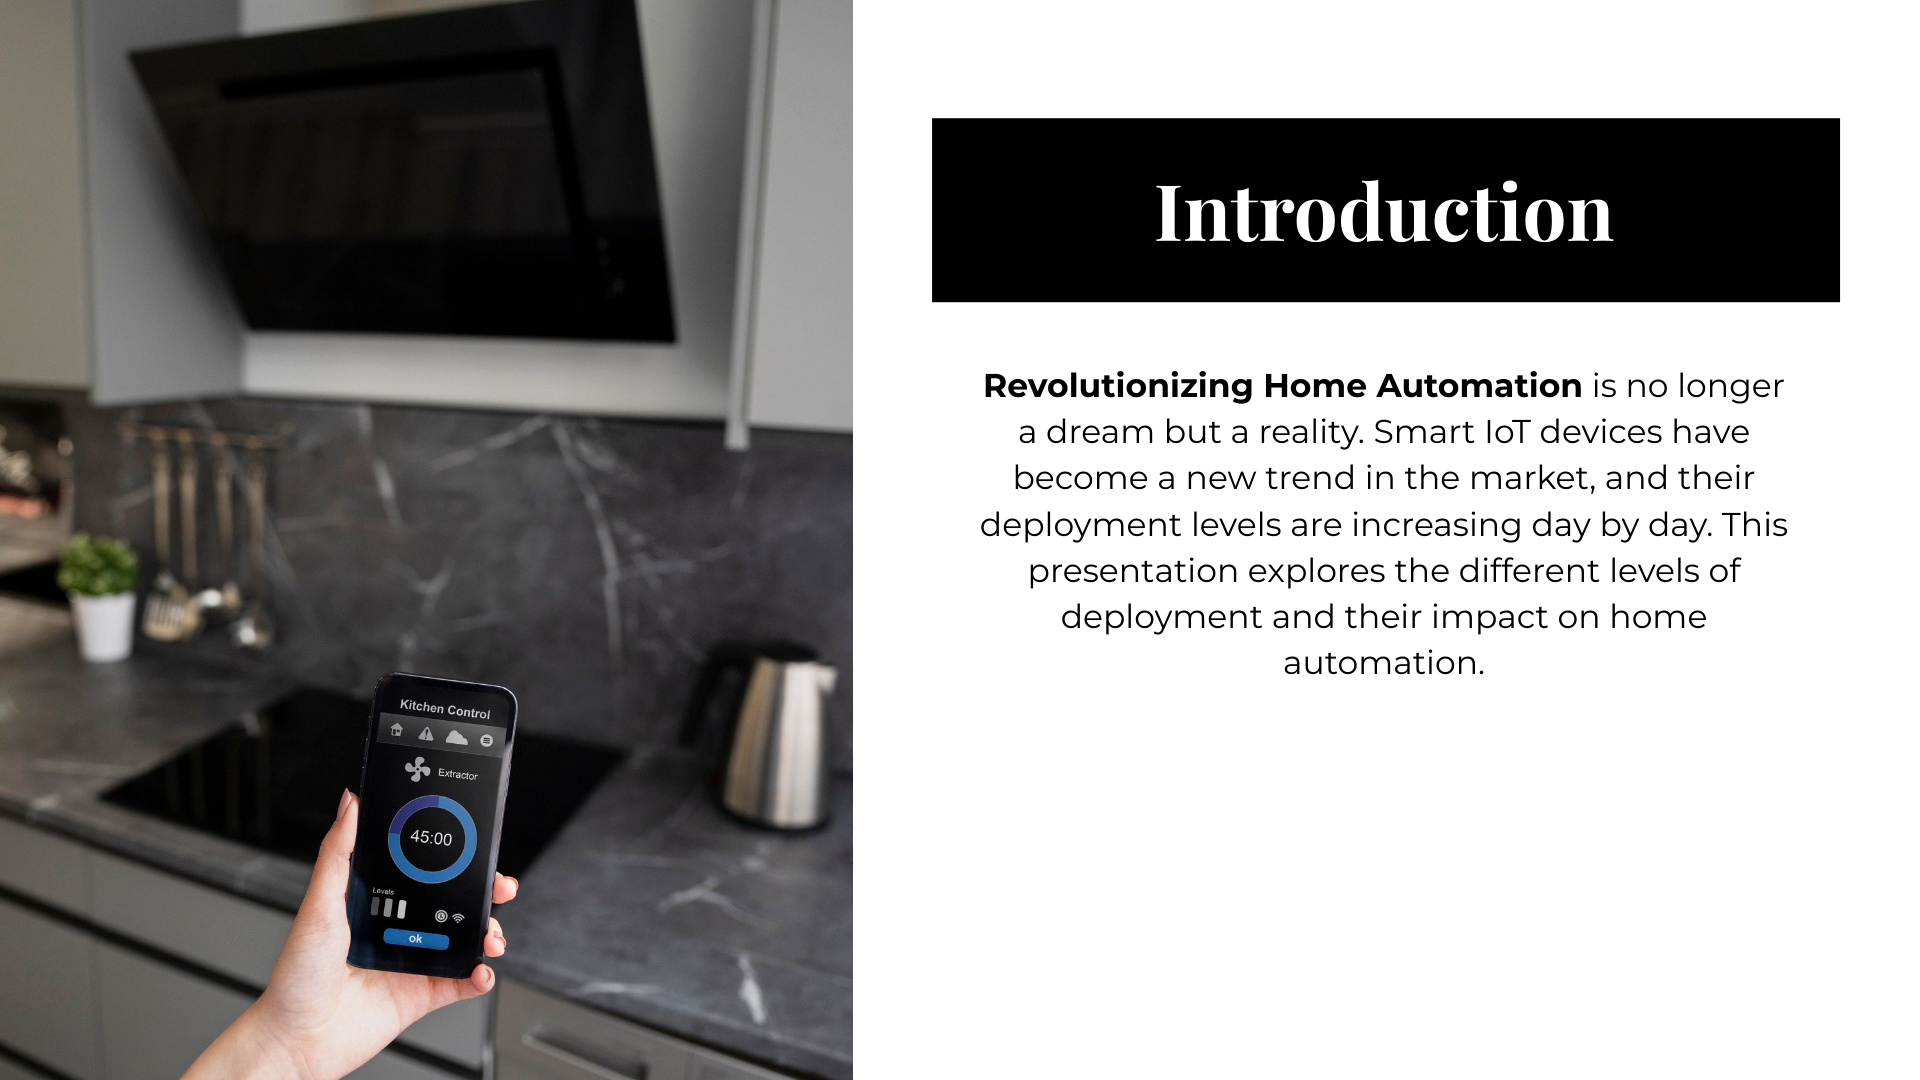 Introduction
Revolutionizing Home Automation is no longer
a dream but a reality. Smart IoT devices have
become a new trend in the market, and their
deployment levels are increasing day by day. This
presentation explores the different levels of
deployment and their impact on home
automation.
Kitchen Control
Extractor
45:00
Levels
ok